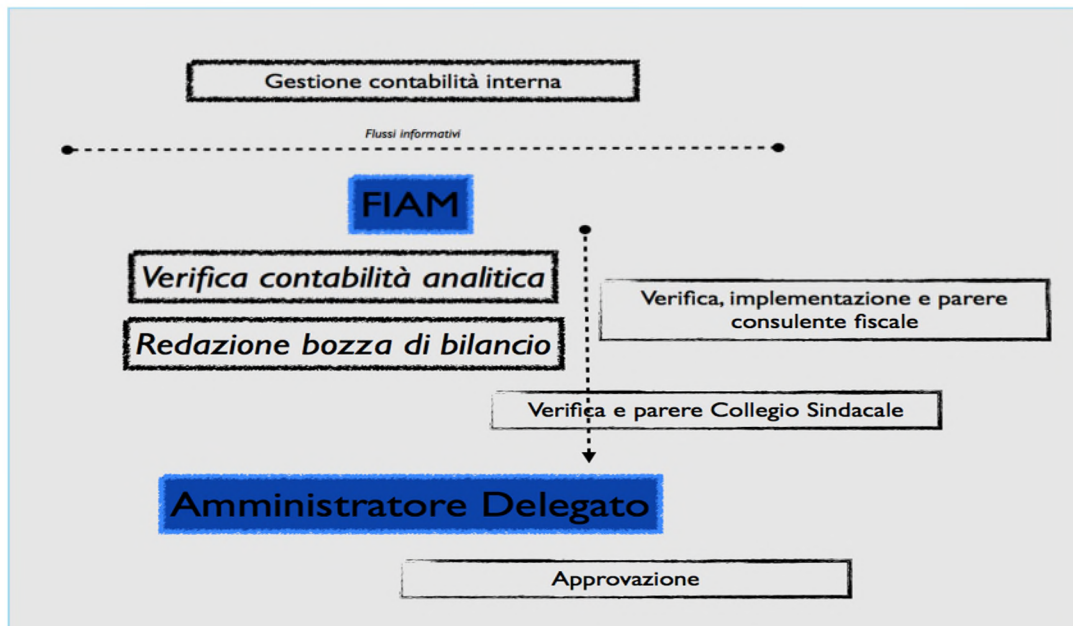 Gestione contabilità interna
Flussi informativi
FIAM
Verifica contabilità analitica
Redazione bozza di bilancio
Verifica, implementazione e parere
consulente fiscale
Verifica e parere Collegio Sindacale
Amministratore Delegato
Approvazione